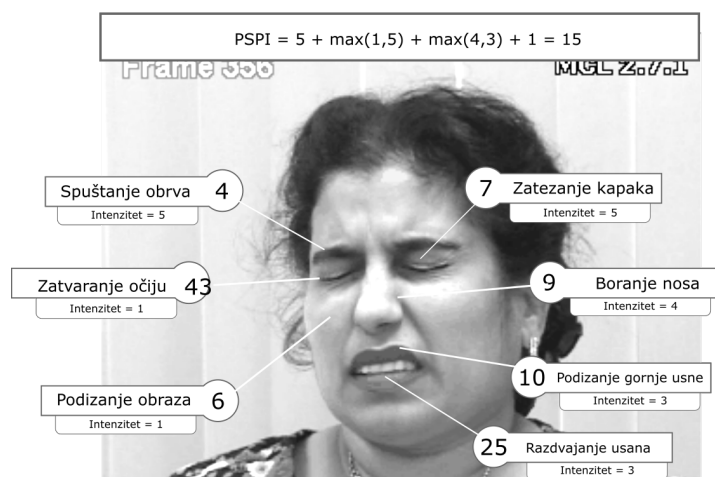 PSPI = 5 + max(1,5) + max(4,3) + 1 = 15
Frame 356
MCL 2.7.1
Spuštanje obrva 4
Intenzitet = 5
7 Zatezanje kapaka
Intenzitet = 5
Zatvaranje očiju 43
Intenzitet = 1
9 Boranje nosa
Intenzitet = 4
10 Podizanje gornje usne
Intenzitet = 3
Podizanje obraza 6
Intenzitet = 1
25 Razdvajanje usana
Intenzitet = 3